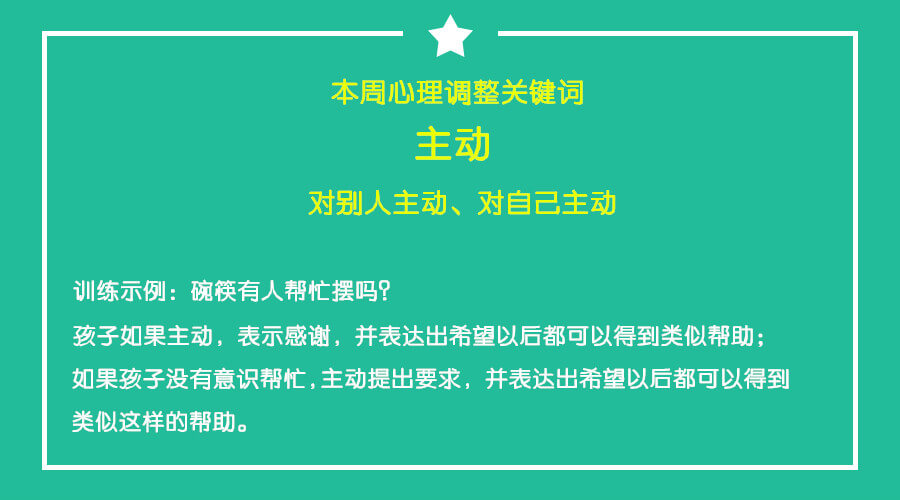 本周心理调整关键词
主动
对别人主动、对自己主动
训练示例：碗筷有人帮忙摆吗？
孩子如果主动，表示感谢，并表达出希望以后都可以得到类似帮助；
如果孩子没有意识帮忙,主动提出要求，并表达出希望以后都可以得到
类似这样的帮助。